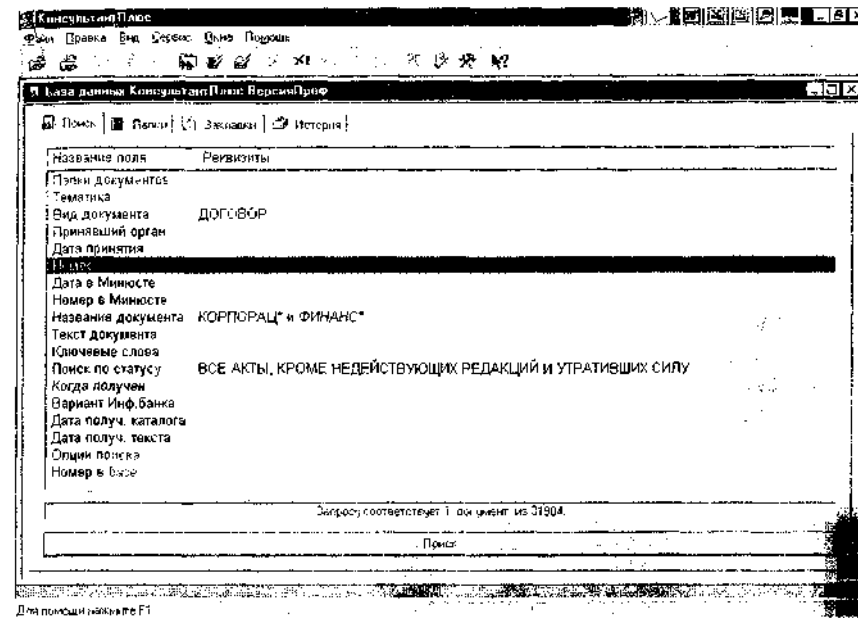 КонсультантПлюс
Файл Правка Вид Сервис Окна Помощь
База данных КонсультантПлюс: ВерсияПроф
Поиск Папки Закладки История
Название поля Реквизиты
Папки документов
Тематика
Вид документа ДОГОВОР
Принявший орган
Дата принятия
Номер
Дата в Минюсте
Номер в Минюсте
Название документа КОРПОРАЦ* и ФИНАНС*
Текст документа
Ключевые слова
Поиск по статусу ВСЕ АКТЫ, КРОМЕ НЕДЕЙСТВУЮЩИХ РЕДАКЦИЙ и УТРАТИВШИХ СИЛУ
Когда получен
Вариант Инф.банка
Дата получ. каталога
Дата получ. текста
Опции поиска
Номер в базе
Запросу соответствует 1 документ из 31904.
Поиск
Для помощи нажмите F1